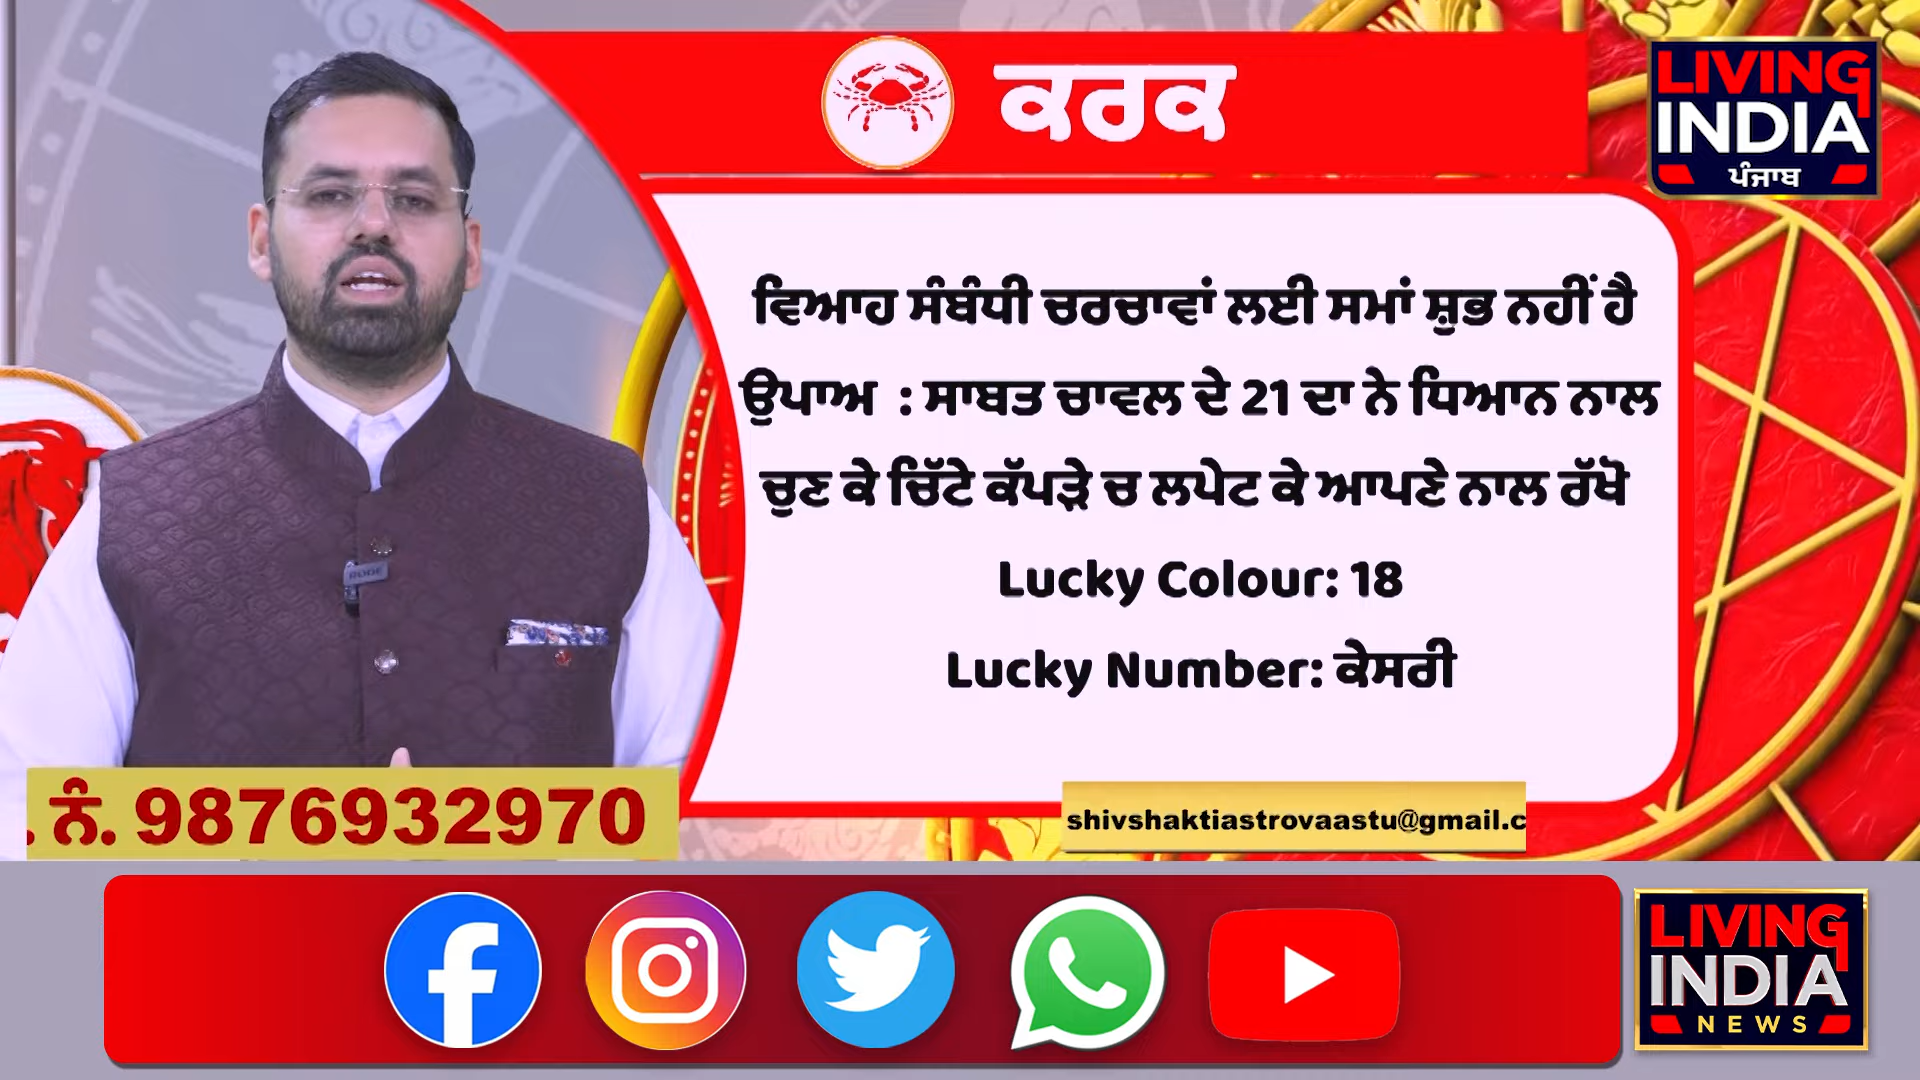 ਕਰਕ
LIVING
INDIA
ਪੰਜਾਬ
ਵਿਆਹ ਸੰਬੰਧੀ ਚਰਚਾਵਾਂ ਲਈ ਸਮਾਂ ਸ਼ੁਭ ਨਹੀਂ ਹੈ
ਉਪਾਅ : ਸਾਬਤ ਚਾਵਲ ਦੇ 21 ਦਾ ਨੇ ਧਿਆਨ ਨਾਲ
ਚੁਣ ਕੇ ਚਿੱਟੇ ਕੱਪੜੇ ਚ ਲਪੇਟ ਕੇ ਆਪਣੇ ਨਾਲ ਰੱਖੋ
Lucky Colour: 18
Lucky Number: ਕੇਸਰੀ
RODE
. ਨੰ. 9876932970
shivshaktiastrovaastu@gmail.c
LIVING
INDIA
NEWS